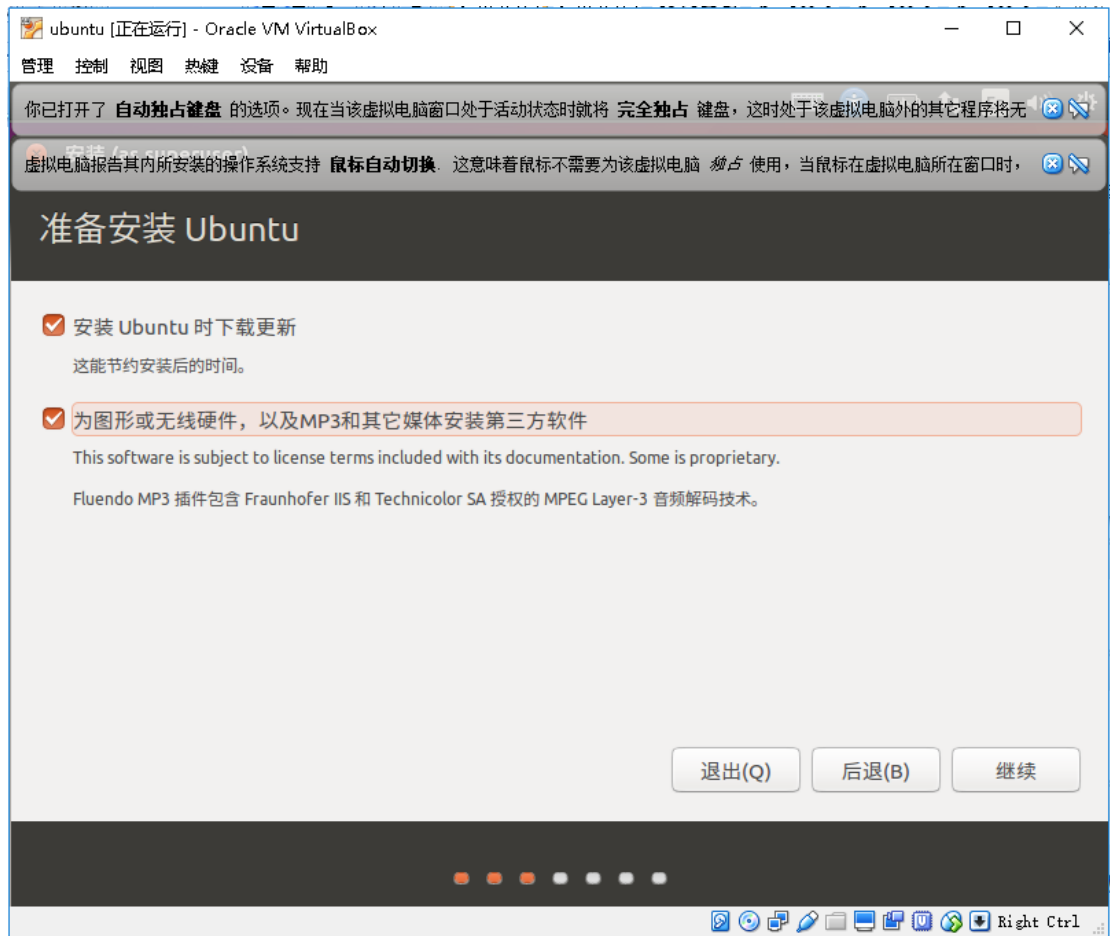 ubuntu [正在运行] - Oracle VM VirtualBox
管理 控制 视图 热键 设备 帮助
你已打开了 自动独占键盘 的选项。现在当该虚拟电脑窗口处于活动状态时就将 完全独占 键盘，这时处于该虚拟电脑外的其它程序将无
安装 (as superuser)
虚拟电脑报告其内所安装的操作系统支持 鼠标自动切换. 这意味着鼠标不需要为该虚拟电脑 独占 使用，当鼠标在虚拟电脑所在窗口时，
准备安装 Ubuntu
安装 Ubuntu 时下载更新
这能节约安装后的时间。
为图形或无线硬件，以及MP3和其它媒体安装第三方软件
This software is subject to license terms included with its documentation. Some is proprietary.
Fluendo MP3 插件包含 Fraunhofer IIS 和 Technicolor SA 授权的 MPEG Layer-3 音频解码技术。
退出(Q) 后退(B) 继续
Right Ctrl